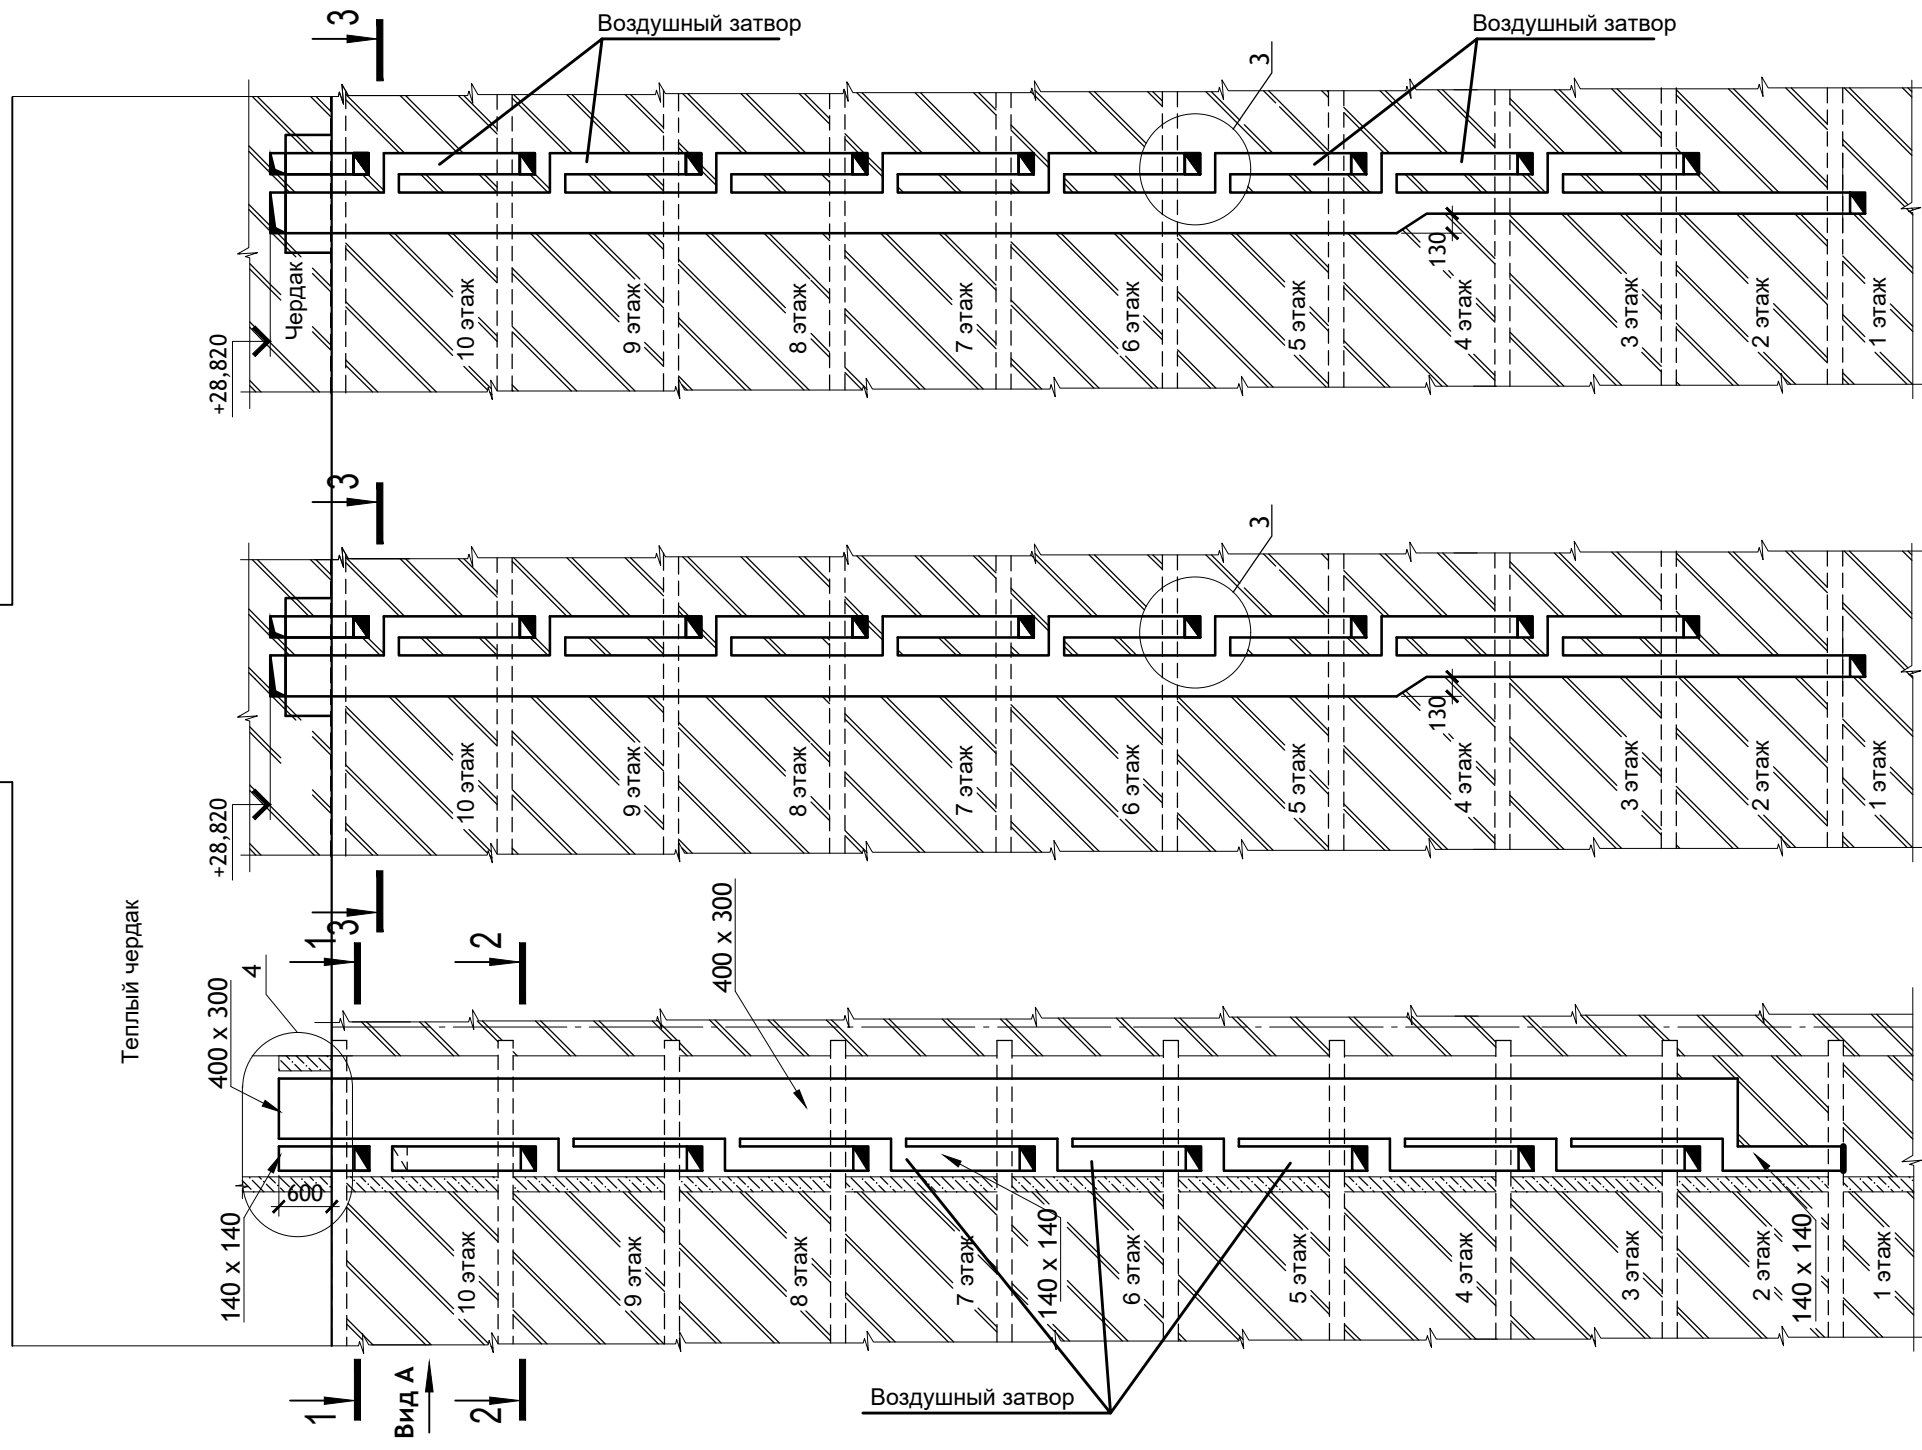 3
Воздушный затвор
Воздушный затвор
3
130
+28,820
Чердак
10 этаж
9 этаж
8 этаж
7 этаж
6 этаж
5 этаж
4 этаж
3 этаж
2 этаж
1 этаж
3
3
130
+28,820
10 этаж
9 этаж
8 этаж
7 этаж
6 этаж
5 этаж
4 этаж
3 этаж
2 этаж
1 этаж
Теплый чердак
3
1
2
4
400 x 300
400 x 300
600
140 x 140
140 x 140
140 x 140
10 этаж
9 этаж
8 этаж
7 этаж
6 этаж
5 этаж
4 этаж
3 этаж
2 этаж
1 этаж
1
Вид А
2
Воздушный затвор